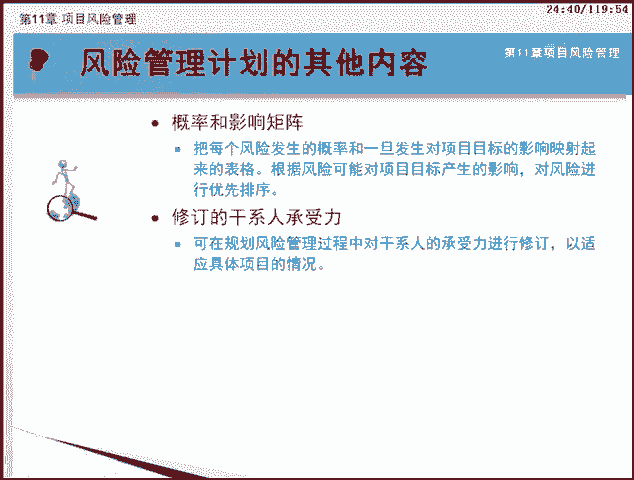 第11章 项目风险管理
24:40/119:54
风险管理计划的其他内容
第11章项目风险管理
• 概率和影响矩阵
▪ 把每个风险发生的概率和一旦发生对项目目标的影响映射起
来的表格。根据风险可能对项目目标产生的影响，对风险进
行优先排序。
• 修订的干系人承受力
▪ 可在规划风险管理过程中对干系人的承受力进行修订，以适
应具体项目的情况。